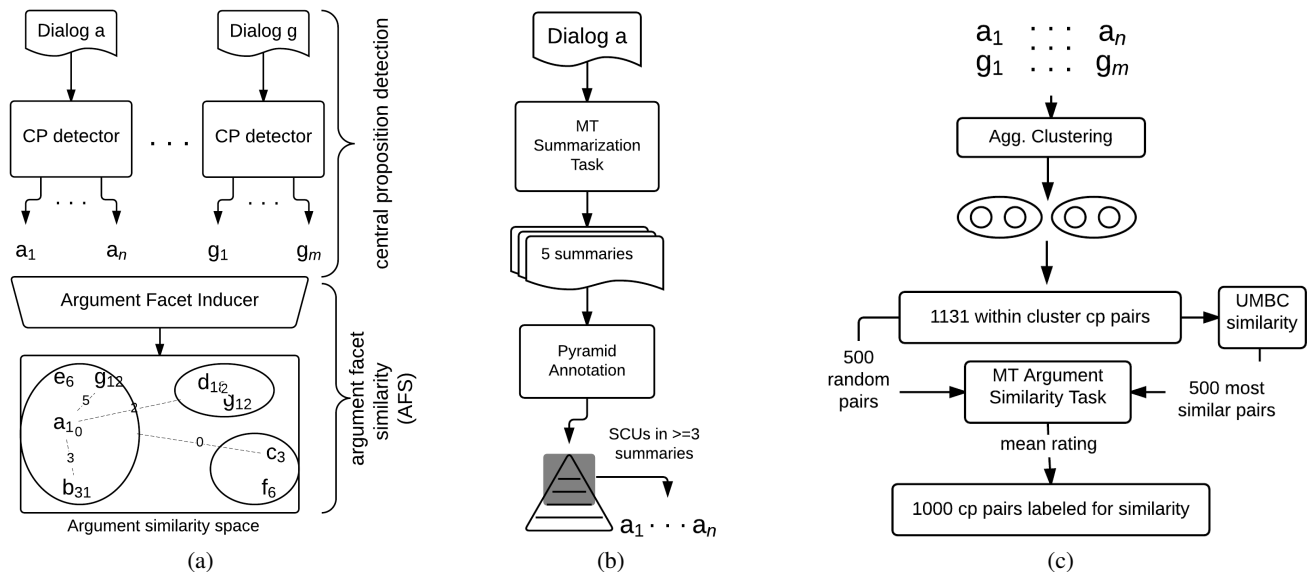 Dialog a
Dialog g
CP detector
. . .
CP detector
. . .
. . .
a1
an
g1
gm
central proposition detection
Argument Facet Inducer
e6
g12
5
a10
3
b31
2
g12
0
c3
f6
Argument similarity space
argument facet
similarity
(AFS)
(a)
Dialog a
MT
Summarization
Task
5 summaries
Pyramid
Annotation
SCUs in >=3
summaries
a1 · · · an
(b)
a1 . . . an
. . .
g1 . . . gm
Agg. Clustering
1131 within cluster cp pairs
UMBC
similarity
500
random
pairs
MT Argument
Similarity Task
500 most
similar pairs
mean rating
1000 cp pairs labeled for similarity
(c)